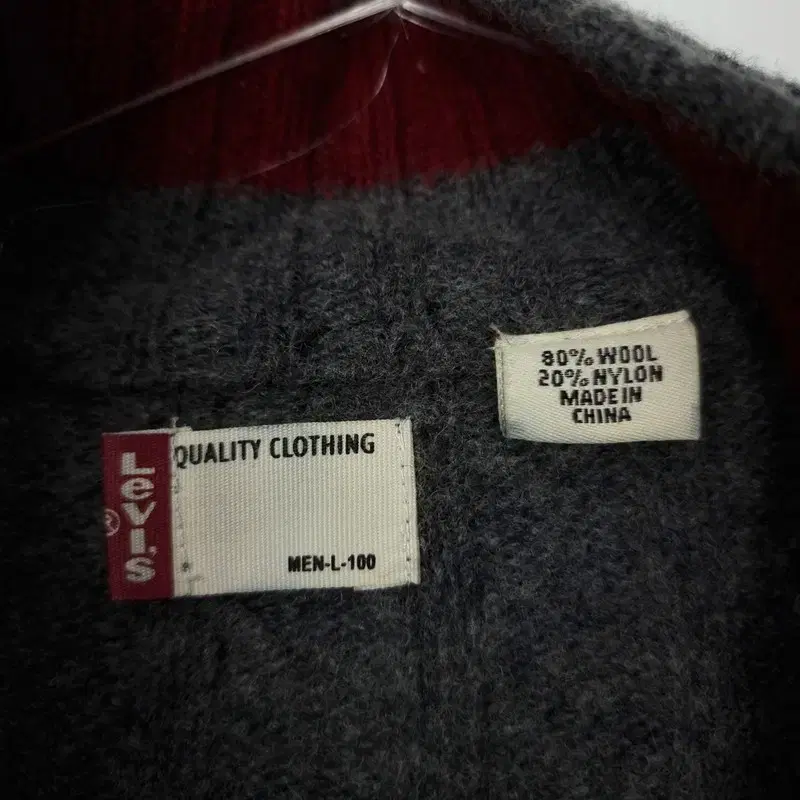 LEVI'S
®
QUALITY CLOTHING
MEN-L-100
80% WOOL
20% NYLON
MADE IN
CHINA